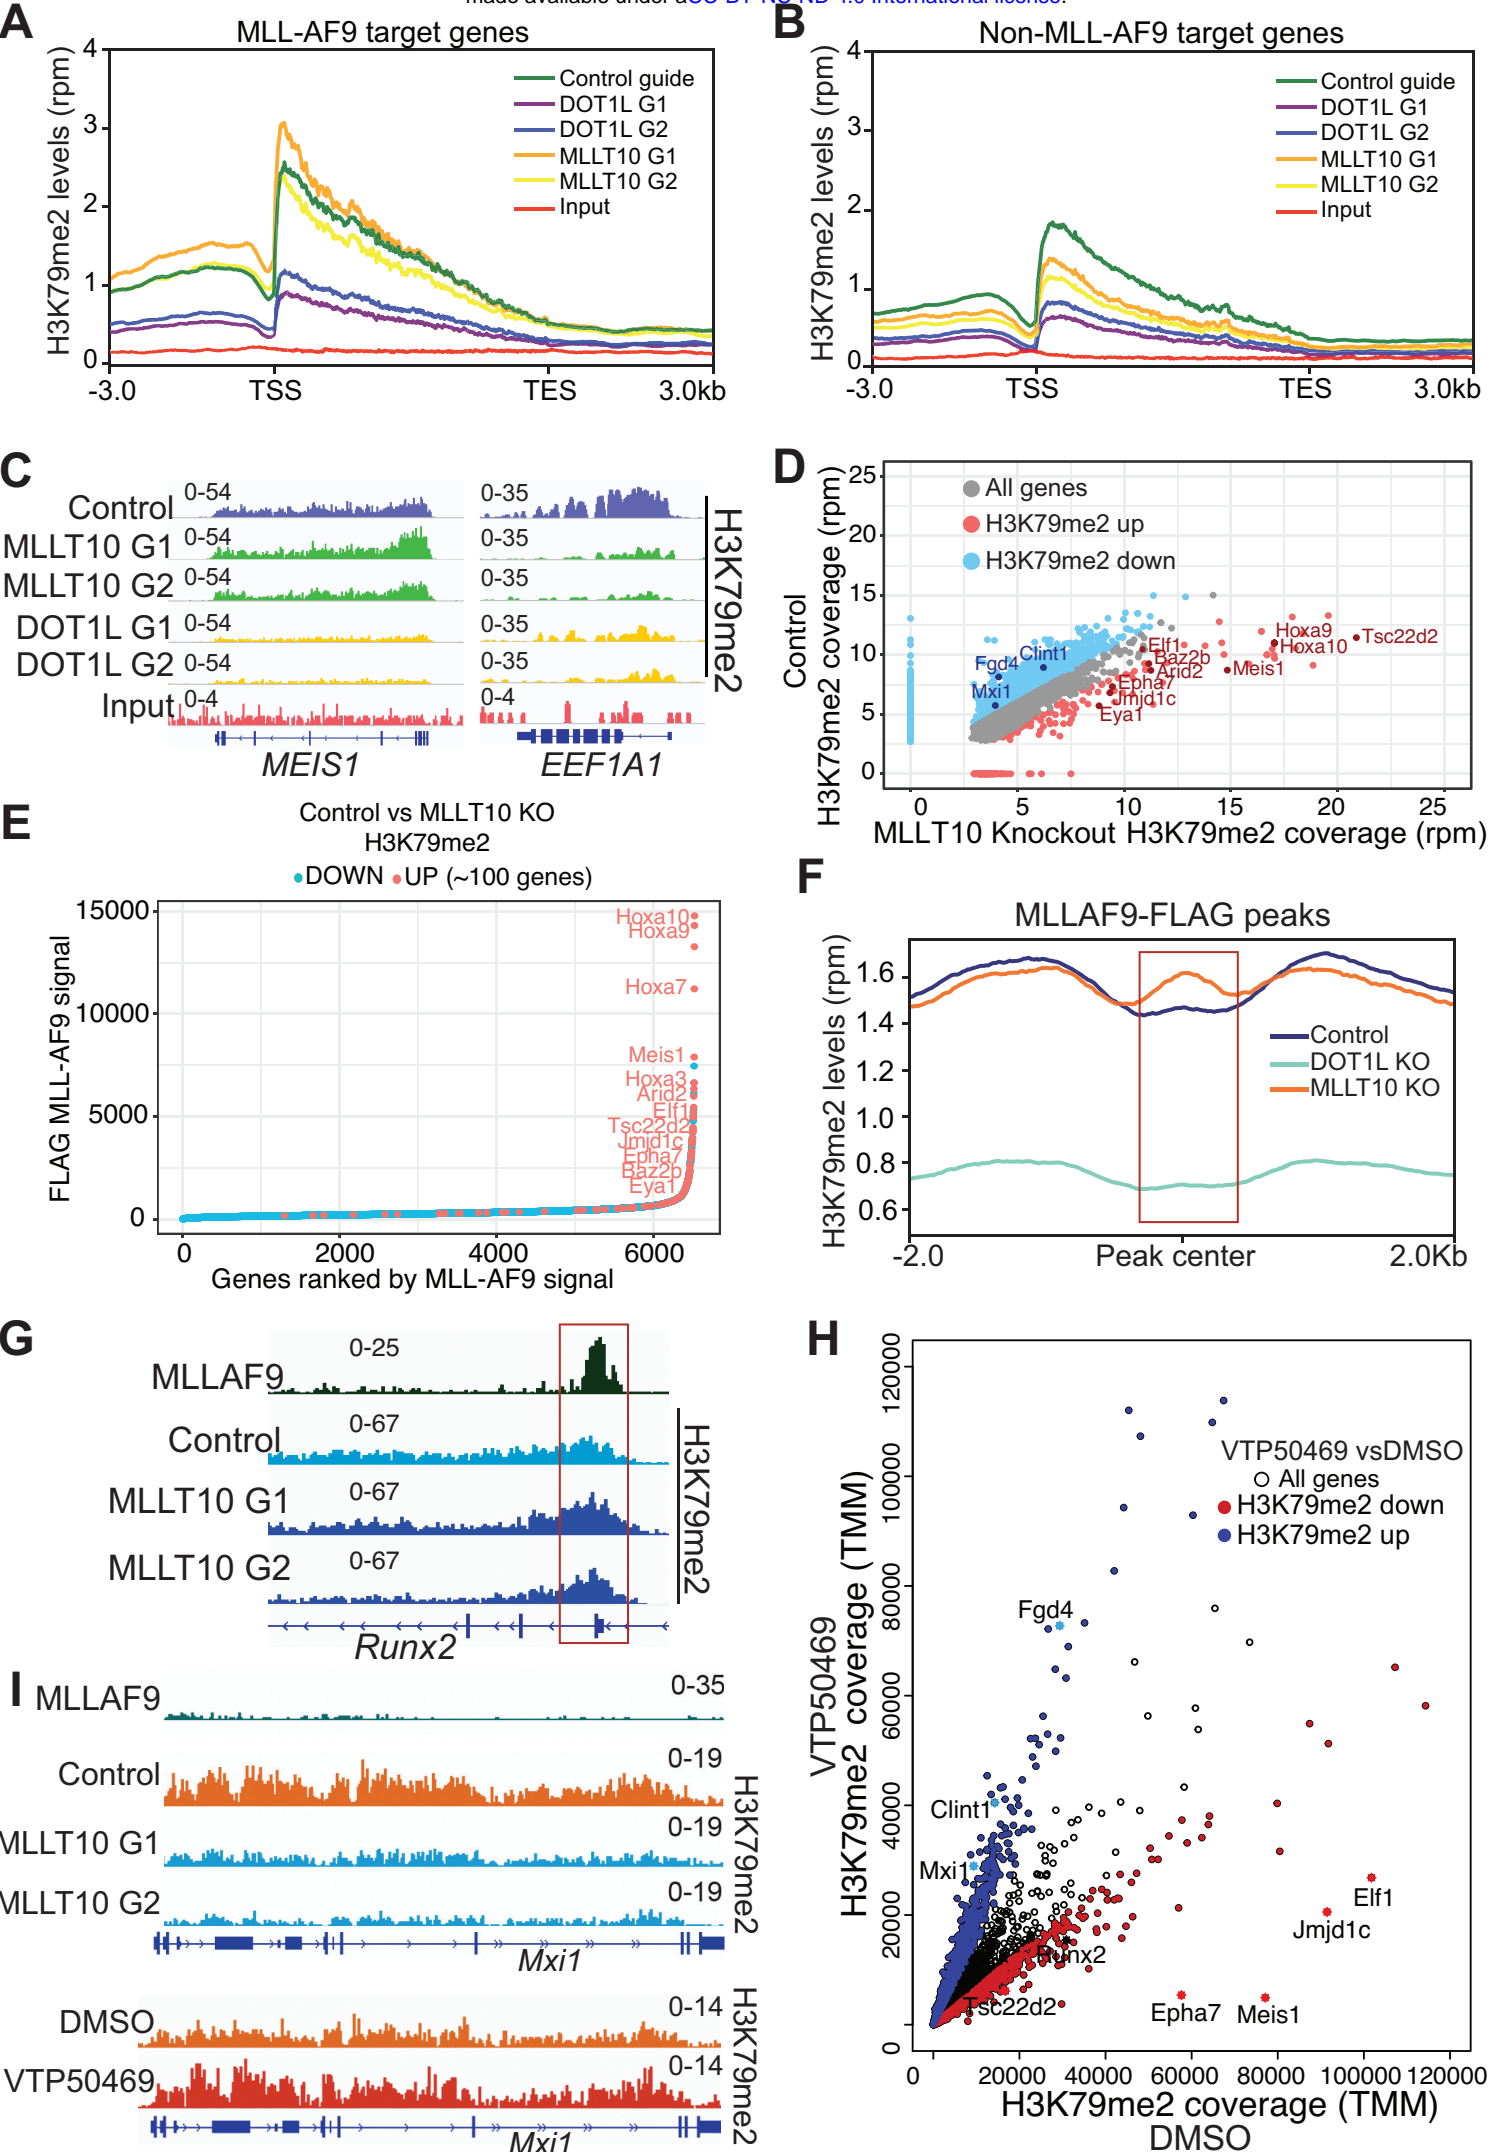 made available under aCC-BY-NC-ND 4.0 International license.
A
MLL-AF9 target genes
H3K79me2 levels (rpm)
4
3
2
1
0
Control guide
DOT1L G1
DOT1L G2
MLLT10 G1
MLLT10 G2
Input
-3.0
TSS
TES
3.0kb
B
Non-MLL-AF9 target genes
H3K79me2 levels (rpm)
4
3
2
1
0
Control guide
DOT1L G1
DOT1L G2
MLLT10 G1
MLLT10 G2
Input
-3.0
TSS
TES
3.0kb
C
Control 0-54 0-35
MLLT10 G1 0-54 0-35
MLLT10 G2 0-54 0-35
DOT1L G1 0-54 0-35
DOT1L G2 0-54 0-35
Input 0-4 0-4
H3K79me2
MEIS1
EEF1A1
D
Control
H3K79me2 coverage (rpm)
25
20
15
10
5
0
All genes
H3K79me2 up
H3K79me2 down
Fgd4
Clint1
Mxi1
Elf1
Baz2b
Arid2
Epha7
Jmjd1c
Eya1
Hoxa9
Hoxa10
Tsc22d2
Meis1
0 5 10 15 20 25
MLLT10 Knockout H3K79me2 coverage (rpm)
E
Control vs MLLT10 KO
H3K79me2
DOWN UP (~100 genes)
FLAG MLL-AF9 signal
15000
10000
5000
0
Hoxa10
Hoxa9
Hoxa7
Meis1
Hoxa3
Arid2
Elf1
Tsc22d2
Jmjd1c
Epha7
Baz2b
Eya1
0 2000 4000 6000
Genes ranked by MLL-AF9 signal
F
MLLAF9-FLAG peaks
H3K79me2 levels (rpm)
1.6
1.4
1.2
1.0
0.8
0.6
Control
DOT1L KO
MLLT10 KO
-2.0
Peak center
2.0Kb
G
MLLAF9 0-25
Control 0-67
MLLT10 G1 0-67
MLLT10 G2 0-67
H3K79me2
Runx2
H
VTP50469
H3K79me2 coverage (TMM)
120000
100000
80000
60000
40000
20000
0
VTP50469 vsDMSO
All genes
H3K79me2 down
H3K79me2 up
Fgd4
Clint1
Mxi1
Runx2
Tsc22d2
Elf1
Jmjd1c
Epha7
Meis1
0 20000 40000 60000 80000 100000 120000
H3K79me2 coverage (TMM)
DMSO
I
MLLAF9 0-35
Control 0-19
MLLT10 G1 0-19
MLLT10 G2 0-19
H3K79me2
Mxi1
DMSO 0-14
VTP50469 0-14
H3K79me2
Mxi1